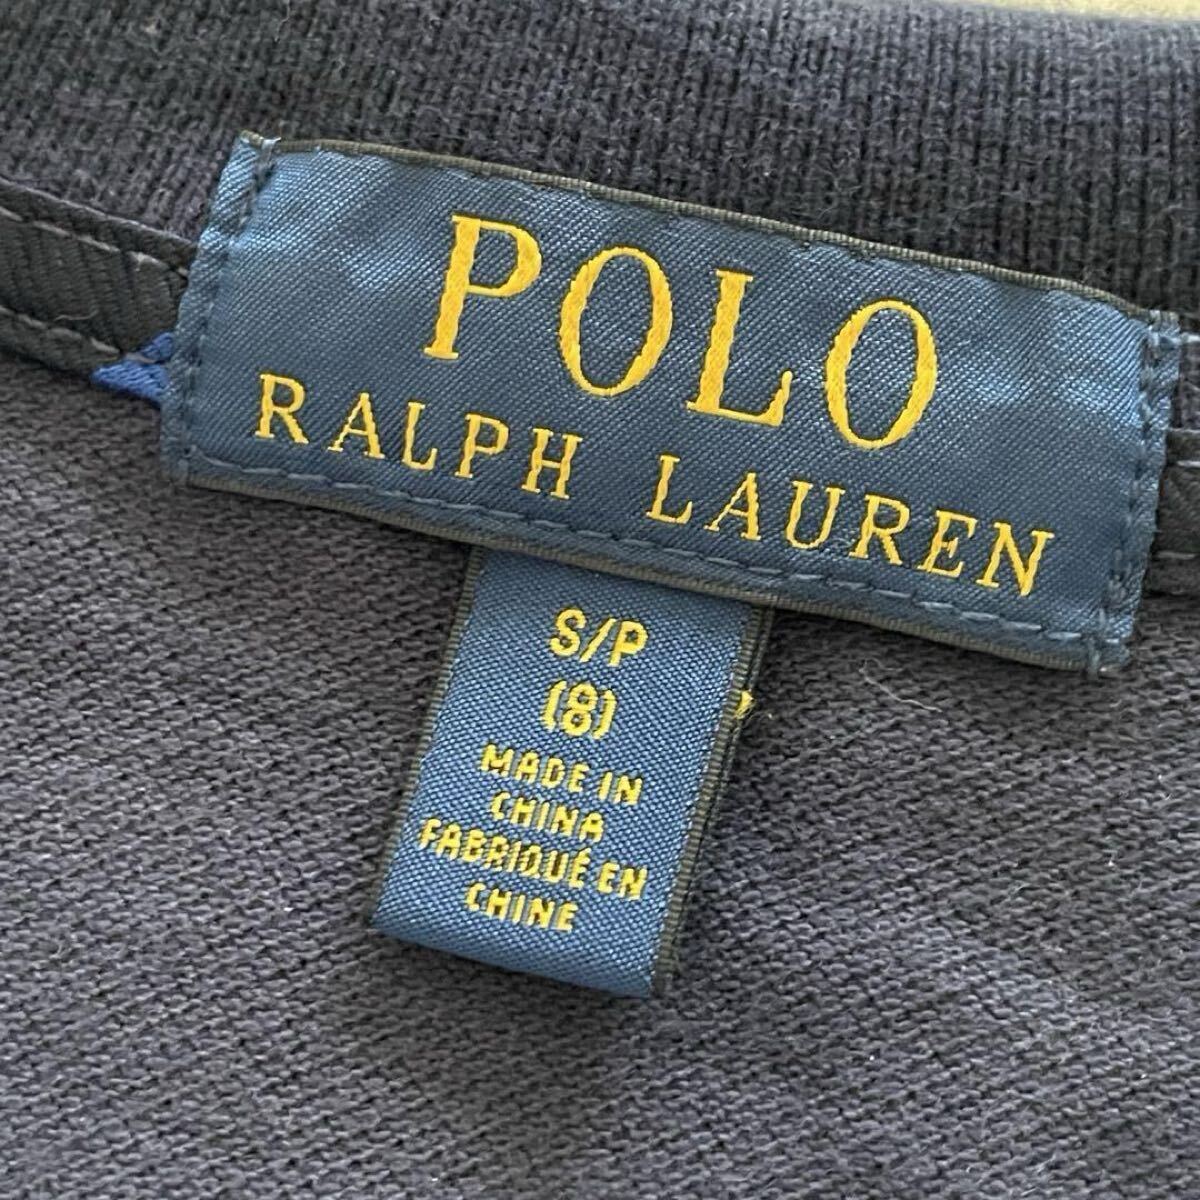 POLO
RALPH LAUREN
S/P
(8)
MADE IN
CHINA
FABRIQUÉ EN
CHINE